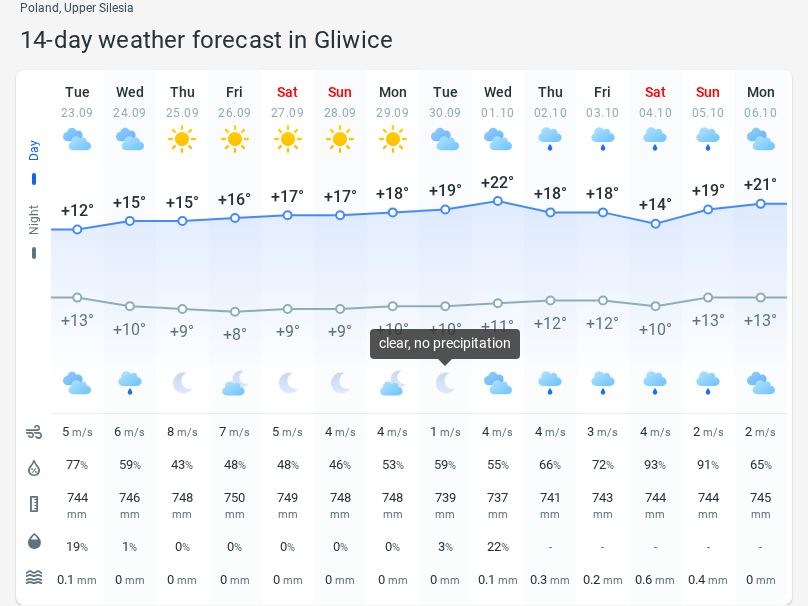 Poland, Upper Silesia
14-day weather forecast in Gliwice
Tue Wed Thu Fri Sat Sun Mon Tue Wed Thu Fri Sat Sun Mon
23.09 24.09 25.09 26.09 27.09 28.09 29.09 30.09 01.10 02.10 03.10 04.10 05.10 06.10
Day
+12° +15° +15° +16° +17° +17° +18° +19° +22° +18° +18° +14° +19° +21°
Night
+13° +10° +9° +8° +9° +9° +10° +10° +11° +12° +12° +10° +13° +13°
clear, no precipitation
5 m/s 6 m/s 8 m/s 7 m/s 5 m/s 4 m/s 4 m/s 1 m/s 4 m/s 4 m/s 3 m/s 4 m/s 2 m/s 2 m/s
77% 59% 43% 48% 48% 46% 53% 59% 55% 66% 72% 93% 91% 65%
744 746 748 750 749 748 748 739 737 741 743 744 744 745
mm mm mm mm mm mm mm mm mm mm mm mm mm mm
19% 1% 0% 0% 0% 0% 0% 3% 22% - - - - -
0.1 mm 0 mm 0 mm 0 mm 0 mm 0 mm 0 mm 0 mm 0.1 mm 0.3 mm 0.2 mm 0.6 mm 0.4 mm 0 mm